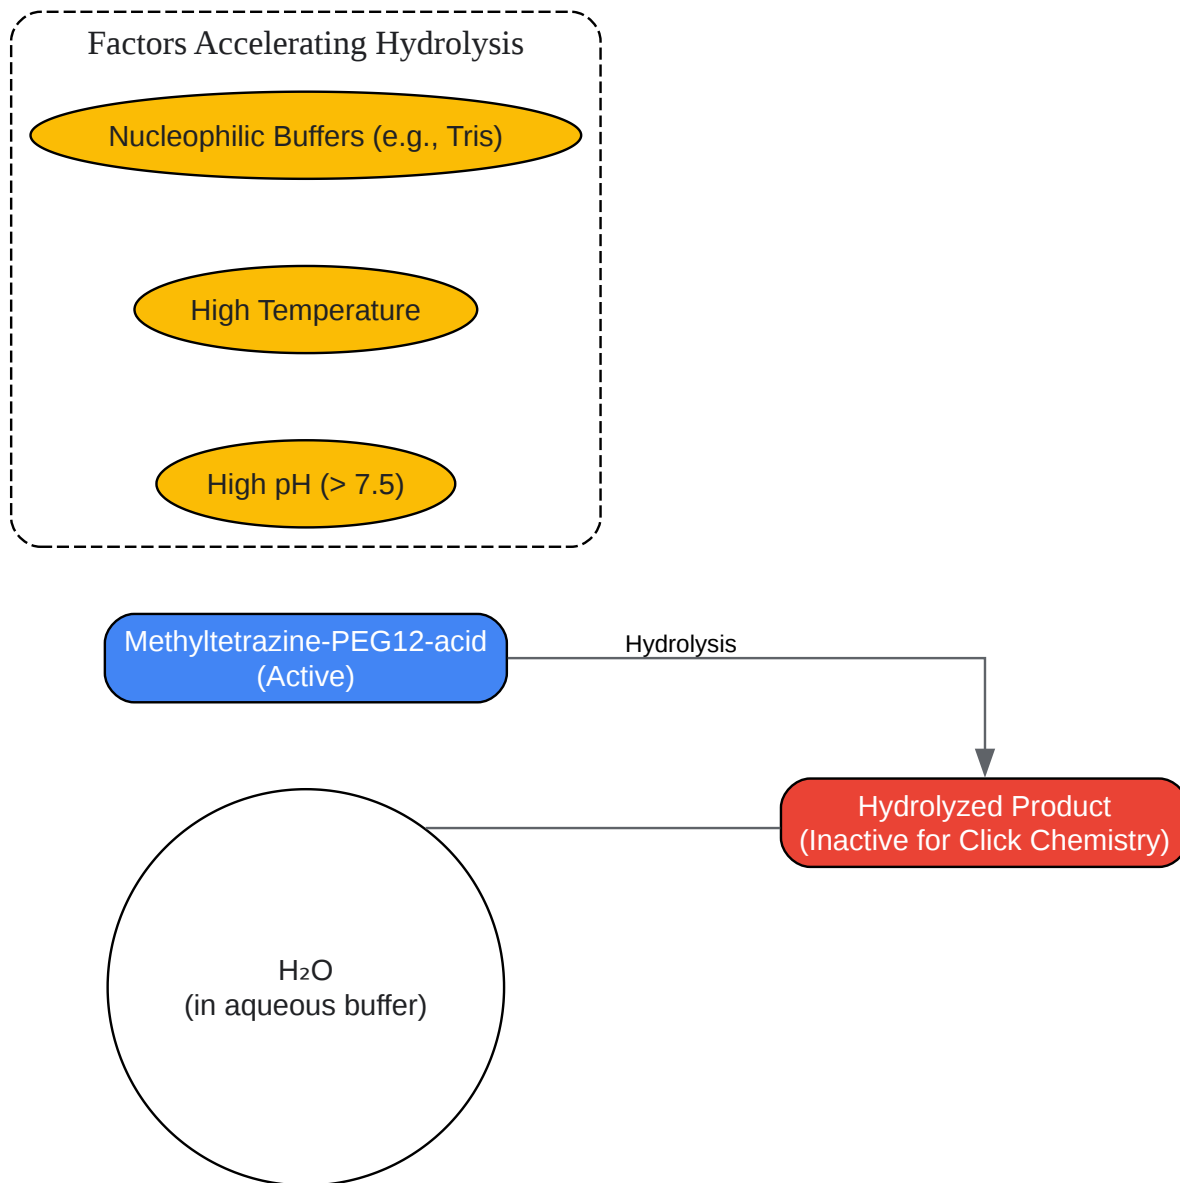 Factors Accelerating Hydrolysis
Nucleophilic Buffers (e.g., Tris)
High Temperature
High pH (> 7.5)
Methyltetrazine-PEG12-acid
(Active)
Hydrolysis
Hydrolyzed Product
(Inactive for Click Chemistry)
H₂O
(in aqueous buffer)